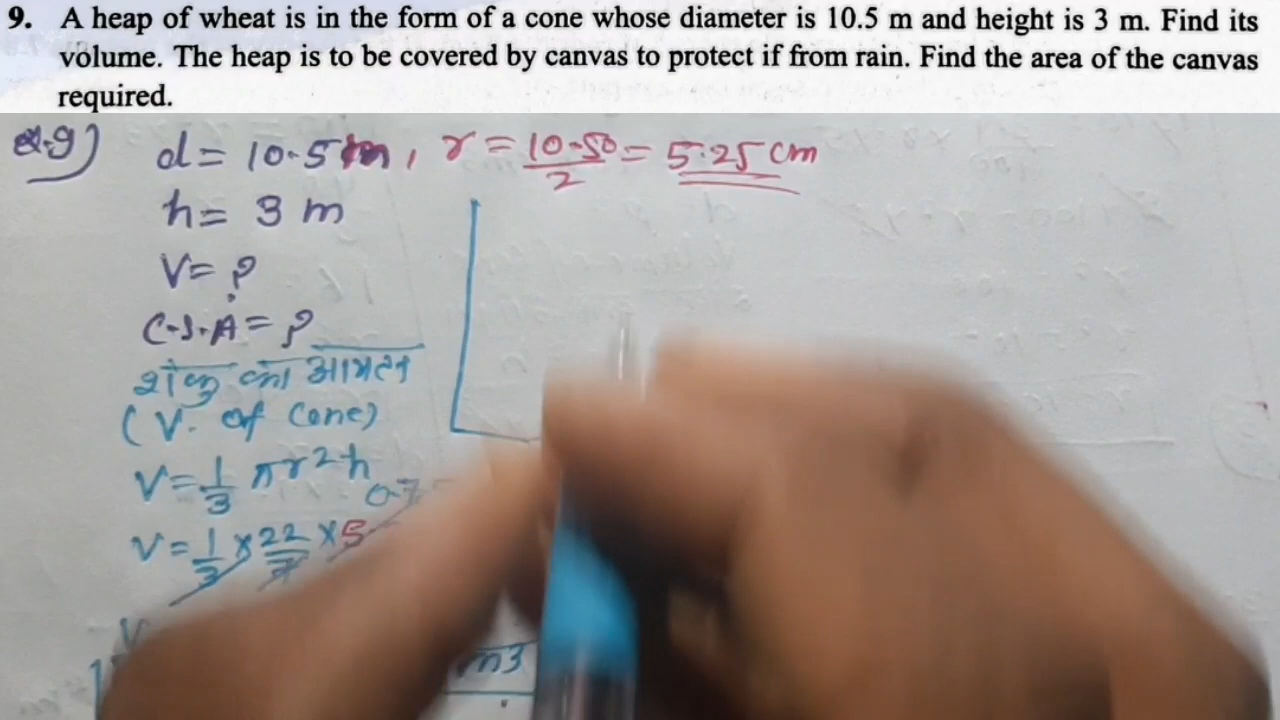 9. A heap of wheat is in the form of a cone whose diameter is 10.5 m and height is 3 m. Find its
volume. The heap is to be covered by canvas to protect if from rain. Find the area of the canvas
required.
9)
d = 10.5 m, r = 10.50/2 = 5.25 cm
h = 3 m
V = ?
C.S.A = ?
शंकु का आयतन
(V. of Cone)
V = 1/3 πr²h
V = 1/3 × 22/7 × 5
m3